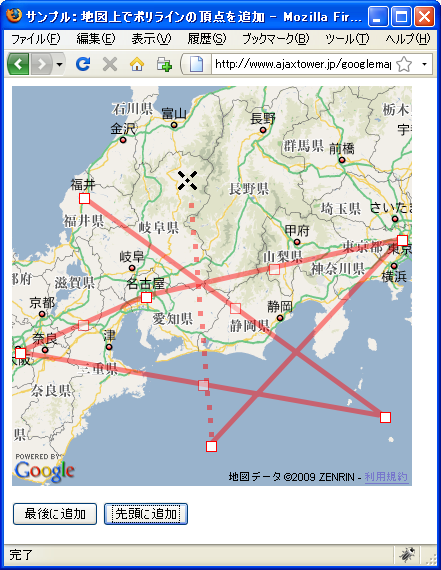 サンプル: 地図上でポリラインの頂点を追加 - Mozilla Fir...
ファイル(F) 編集(E) 表示(V) 履歴(S) ブックマーク(B) ツール(T) ヘルプ(H)
http://www.ajaxtower.jp/googlemap
石川県
富山
長野
栃木
金沢
群馬県
宇
前橋
福井
長野県
埼玉県
さいたま
福井県
岐阜県
甲府
東京都
東京
山梨県
岐阜
神奈川県
滋賀県
横浜
都府
名古屋
京都
愛知県
静岡
静岡県
津
奈良
大阪
三重県
奈良県
POWERED BY
Google
地図データ ©2009 ZENRIN - 利用規約
最後に追加 先頭に追加
完了